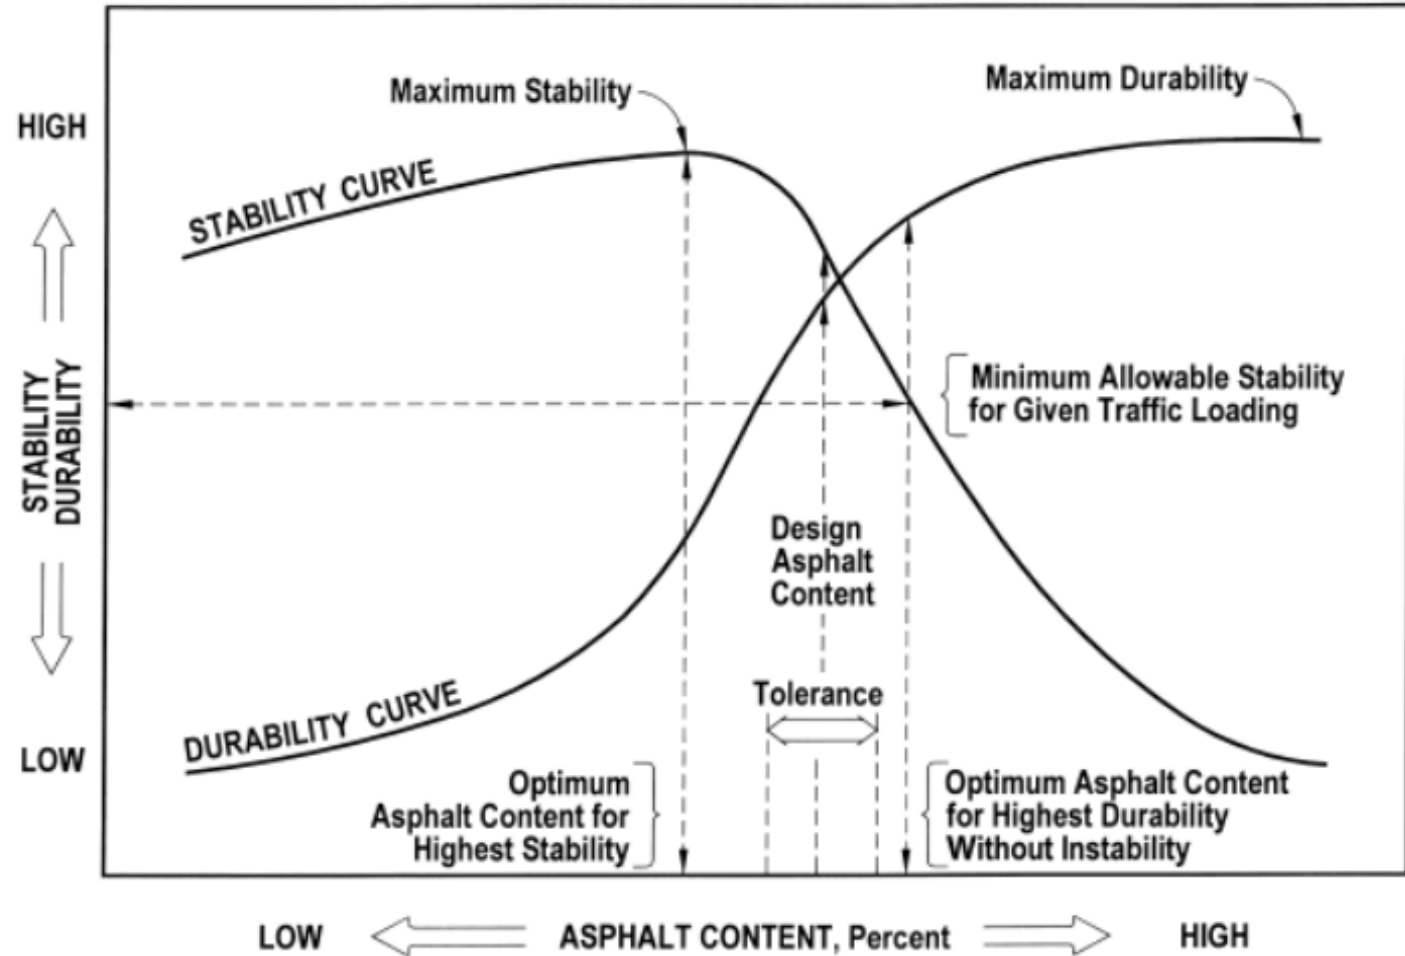 Maximum Stability
Maximum Durability
HIGH
STABILITY CURVE
STABILITY
DURABILITY
Minimum Allowable Stability
for Given Traffic Loading
Design
Asphalt
Content
Tolerance
DURABILITY CURVE
LOW
Optimum
Asphalt Content for
Highest Stability
Optimum Asphalt Content
for Highest Durability
Without Instability
LOW
ASPHALT CONTENT, Percent
HIGH